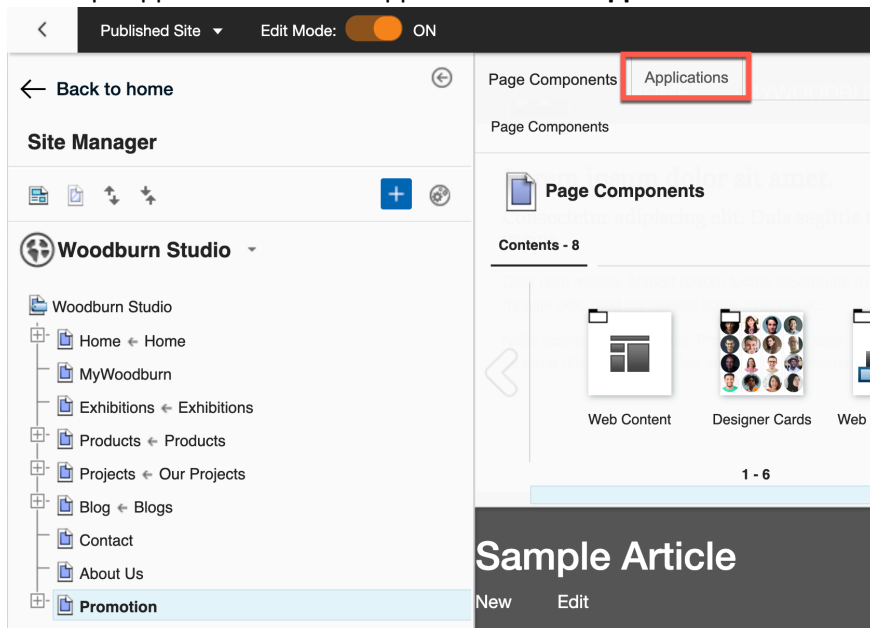 Published Site
Edit Mode:
ON
Back to home
Site Manager
Woodburn Studio
Woodburn Studio
Home ← Home
MyWoodburn
Exhibitions ← Exhibitions
Products ← Products
Projects ← Our Projects
Blog ← Blogs
Contact
About Us
Promotion
Page Components
Applications
Page Components
Page Components
Contents - 8
Web Content
Designer Cards
Web
1 - 6
Sample Article
New
Edit